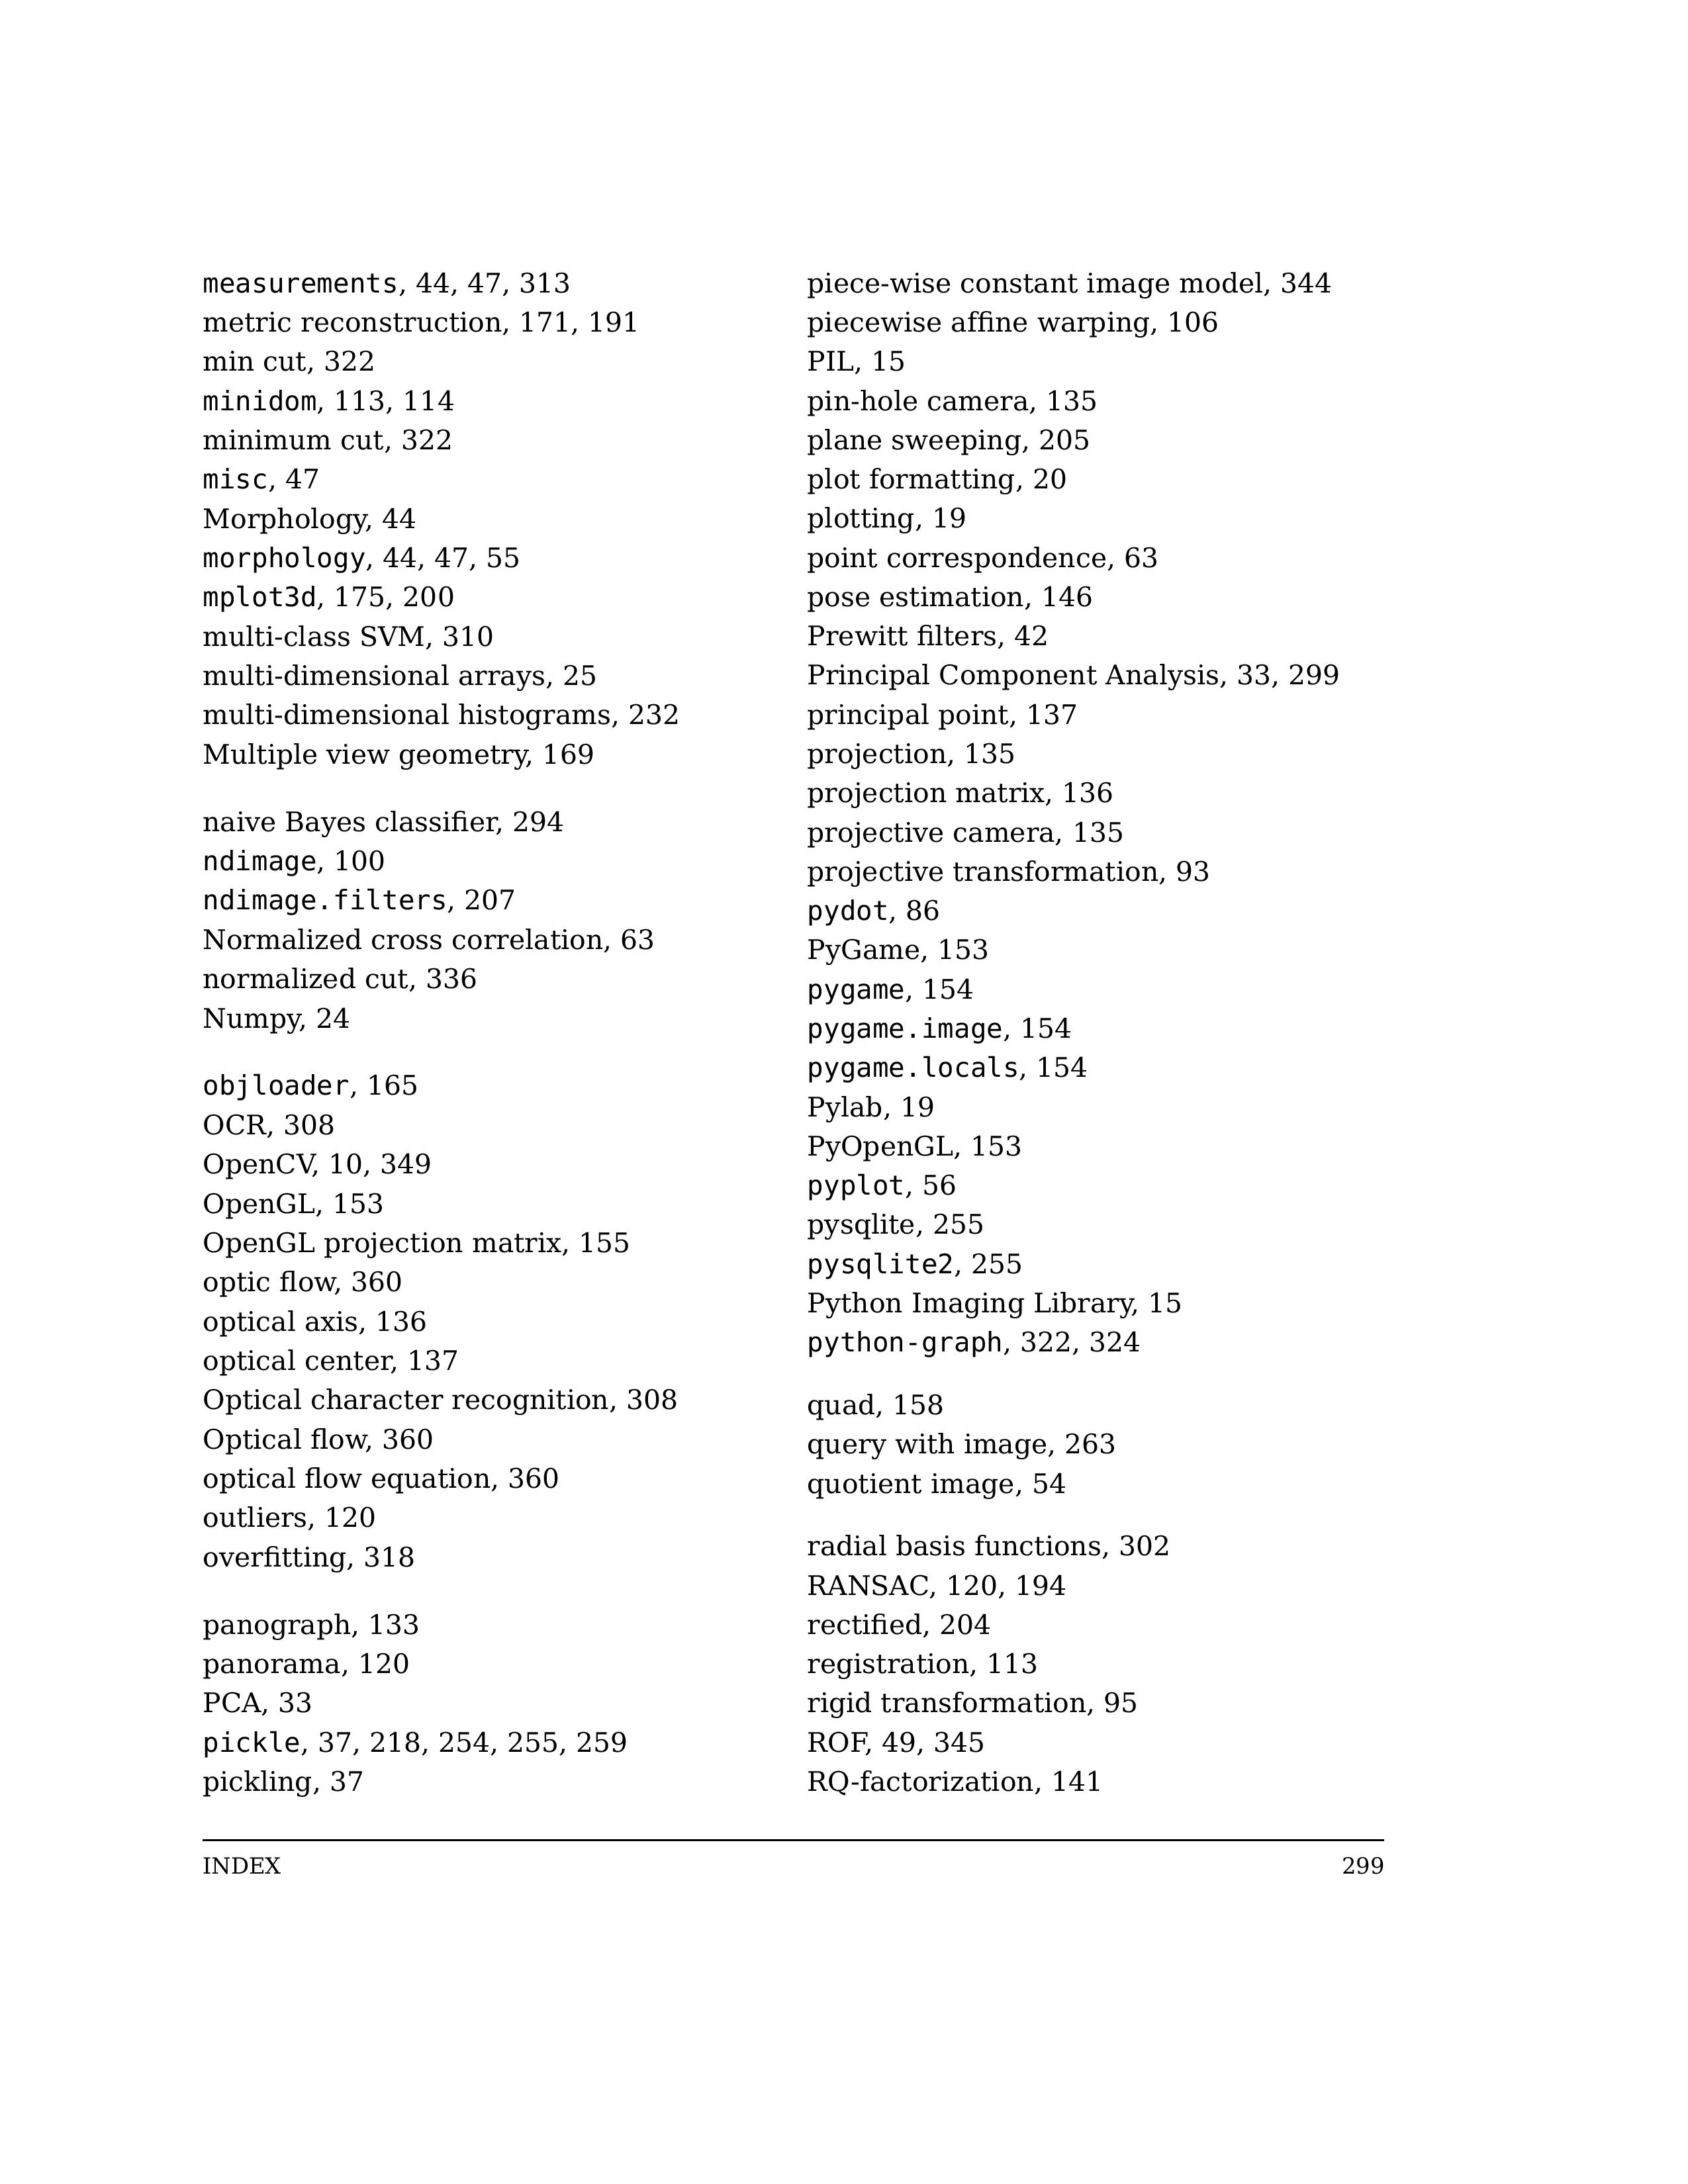 measurements, 44, 47, 313
metric reconstruction, 171, 191
min cut, 322
minidom, 113, 114
minimum cut, 322
misc, 47
Morphology, 44
morphology, 44, 47, 55
mplot3d, 175, 200
multi-class SVM, 310
multi-dimensional arrays, 25
multi-dimensional histograms, 232
Multiple view geometry, 169
naive Bayes classifier, 294
ndimage, 100
ndimage.filters, 207
Normalized cross correlation, 63
normalized cut, 336
Numpy, 24
objloader, 165
OCR, 308
OpenCV, 10, 349
OpenGL, 153
OpenGL projection matrix, 155
optic flow, 360
optical axis, 136
optical center, 137
Optical character recognition, 308
Optical flow, 360
optical flow equation, 360
outliers, 120
overfitting, 318
panograph, 133
panorama, 120
PCA, 33
pickle, 37, 218, 254, 255, 259
pickling, 37
piece-wise constant image model, 344
piecewise affine warping, 106
PIL, 15
pin-hole camera, 135
plane sweeping, 205
plot formatting, 20
plotting, 19
point correspondence, 63
pose estimation, 146
Prewitt filters, 42
Principal Component Analysis, 33, 299
principal point, 137
projection, 135
projection matrix, 136
projective camera, 135
projective transformation, 93
pydot, 86
PyGame, 153
pygame, 154
pygame.image, 154
pygame.locals, 154
Pylab, 19
PyOpenGL, 153
pyplot, 56
pysqlite, 255
pysqlite2, 255
Python Imaging Library, 15
python-graph, 322, 324
quad, 158
query with image, 263
quotient image, 54
radial basis functions, 302
RANSAC, 120, 194
rectified, 204
registration, 113
rigid transformation, 95
ROF, 49, 345
RQ-factorization, 141
INDEX 299